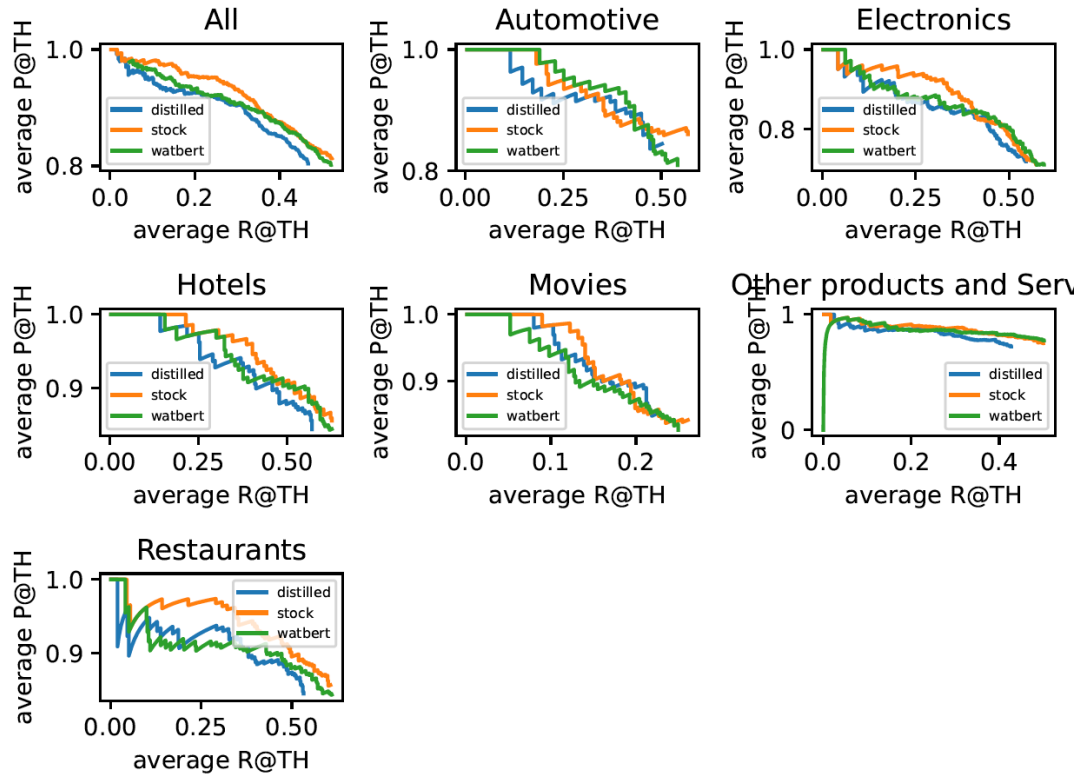 All
average P@TH
1.0
0.8
distilled
stock
watbert
0.0
0.2
0.4
average R@TH
Automotive
average P@TH
1.0
0.8
distilled
stock
watbert
0.00
0.25
0.50
average R@TH
Electronics
average P@TH
1.0
0.8
distilled
stock
watbert
0.00
0.25
0.50
average R@TH
Hotels
average P@TH
1.0
0.9
distilled
stock
watbert
0.00
0.25
0.50
average R@TH
Movies
average P@TH
1.0
0.9
distilled
stock
watbert
0.0
0.1
0.2
average R@TH
Other products and Serv
average P@TH
1
0
distilled
stock
watbert
0.0
0.2
0.4
average R@TH
Restaurants
average P@TH
1.0
0.9
distilled
stock
watbert
0.00
0.25
0.50
average R@TH